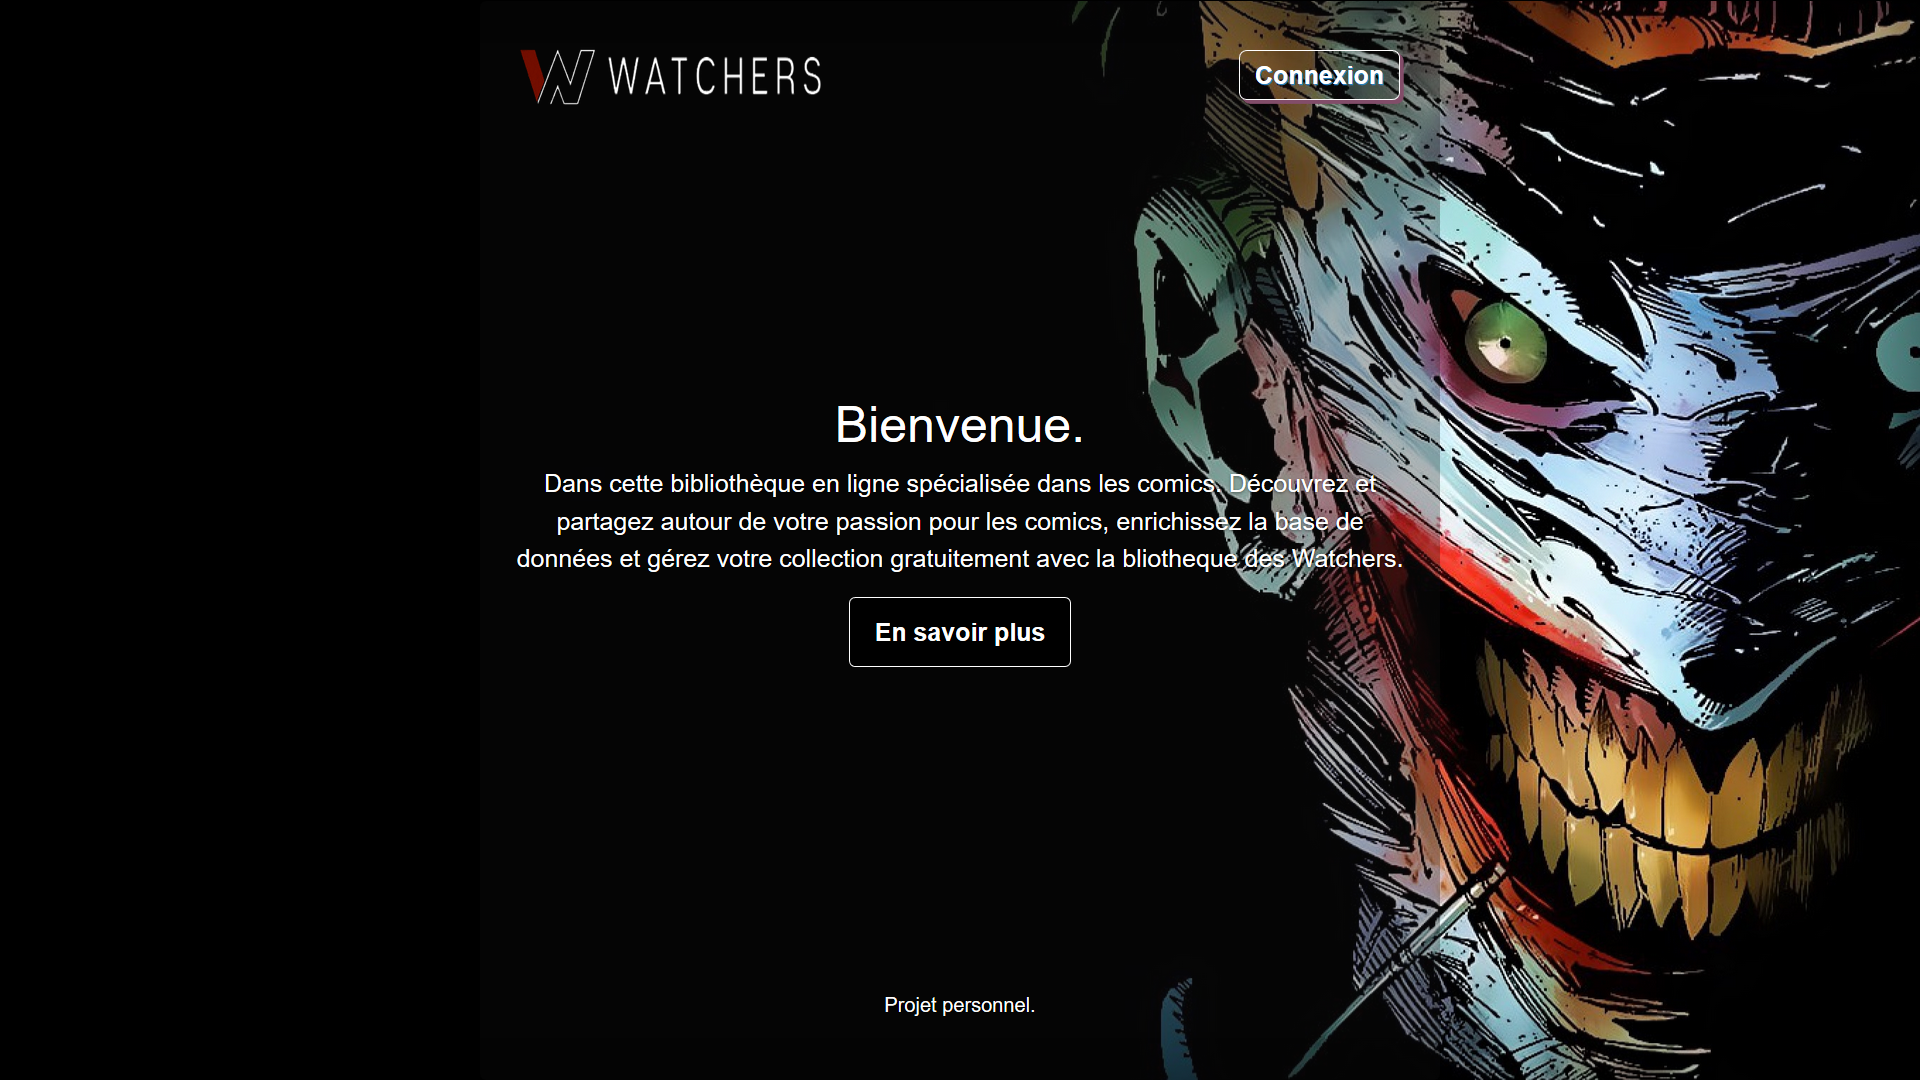 WATCHERS
Connexion
Bienvenue.
Dans cette bibliothèque en ligne spécialisée dans les comics. Découvrez et
partagez autour de votre passion pour les comics, enrichissez la base de
données et gérez votre collection gratuitement avec la bliotheque des Watchers.
En savoir plus
Projet personnel.